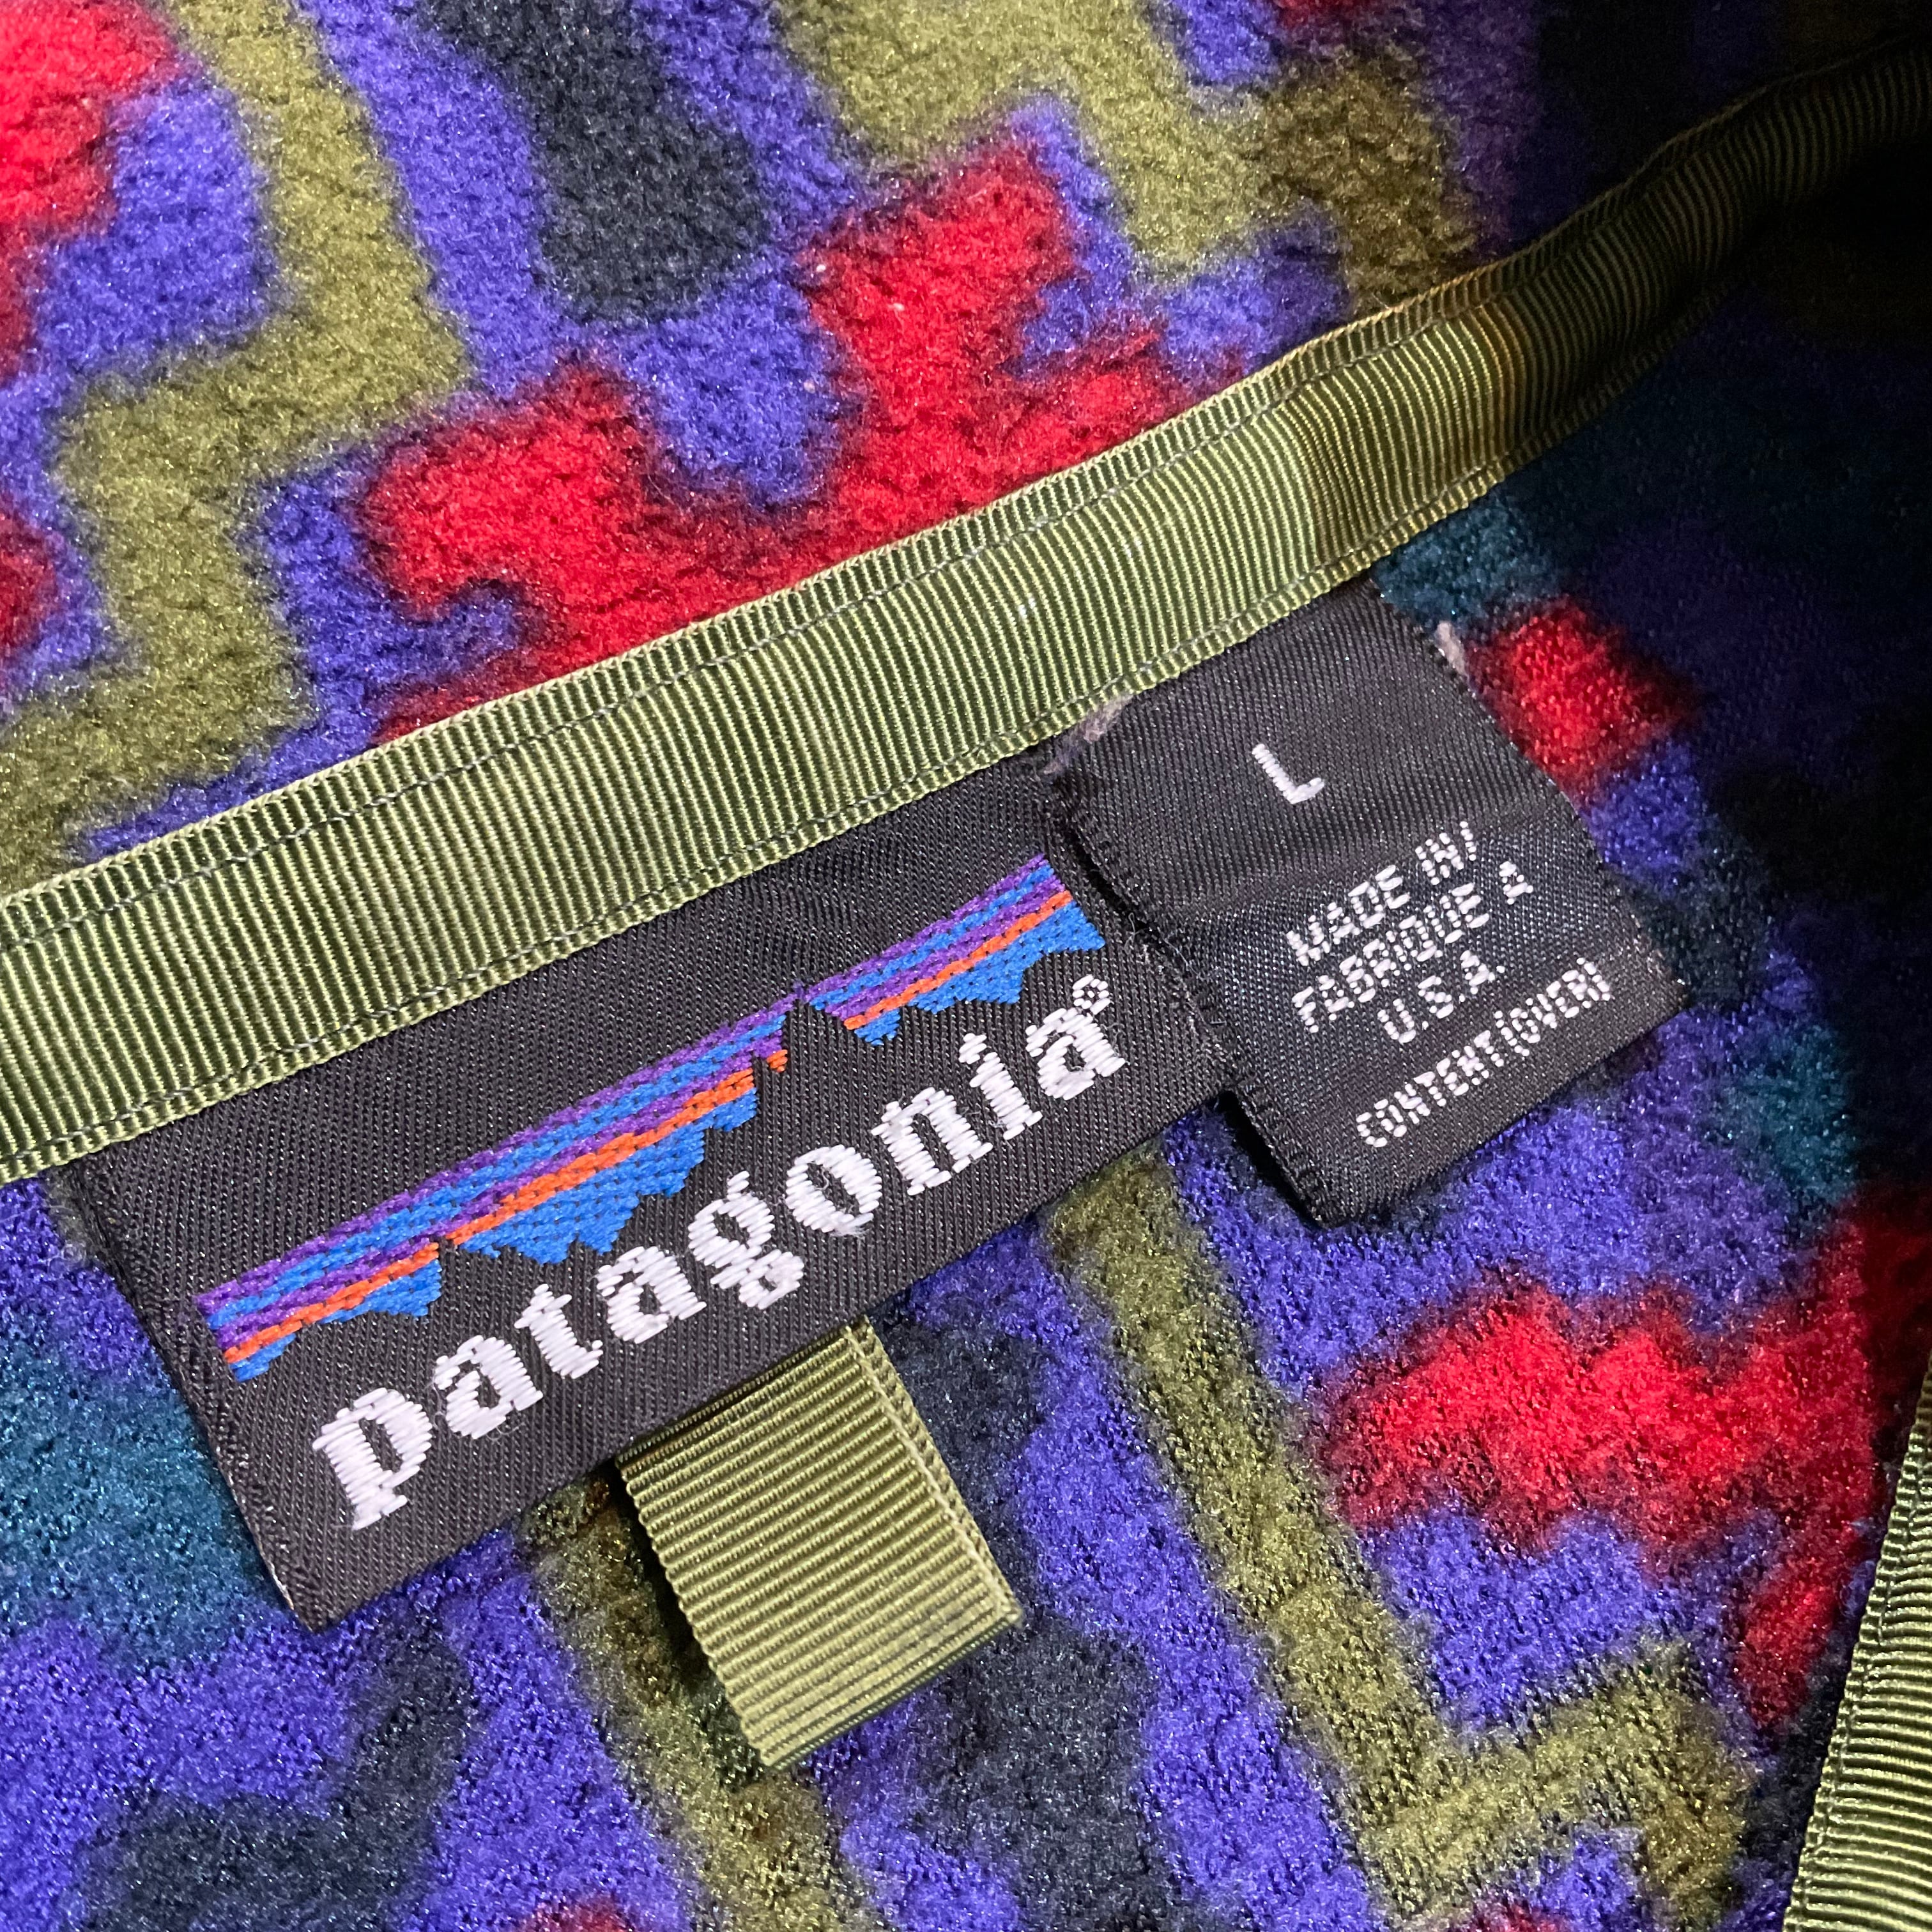 patagonia®
L
MADE IN/
FABRIQUE A
U.S.A.
CONTENT (OVER)